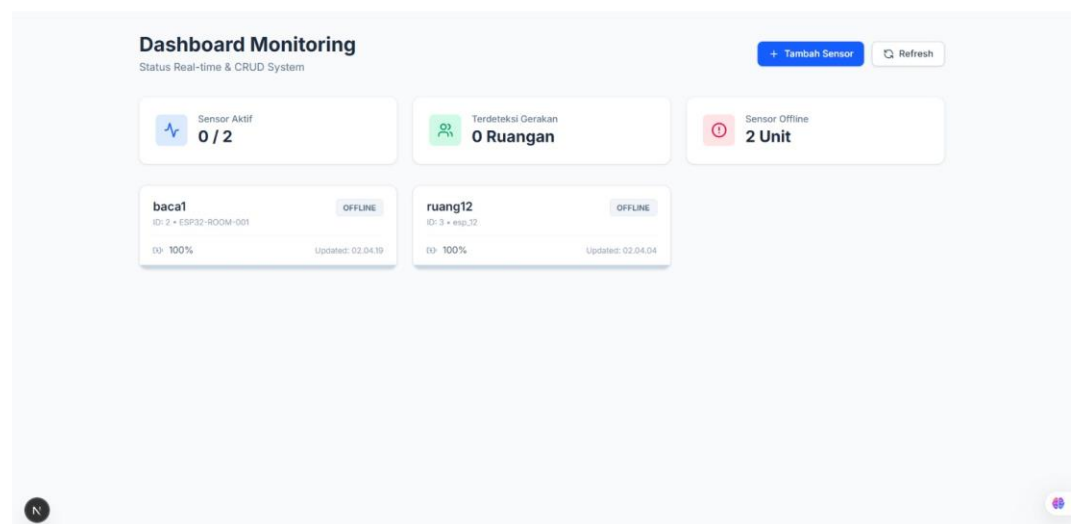 Dashboard Monitoring
Status Real-time & CRUD System
+ Tambah Sensor
Refresh
Sensor Aktif
0 / 2
Terdeteksi Gerakan
0 Ruangan
Sensor Offline
2 Unit
baca1
OFFLINE
ID: 2 • ESP32-ROOM-001
100%
Updated: 02.04.19
ruang12
OFFLINE
ID: 3 • esp_12
100%
Updated: 02.04.04
N